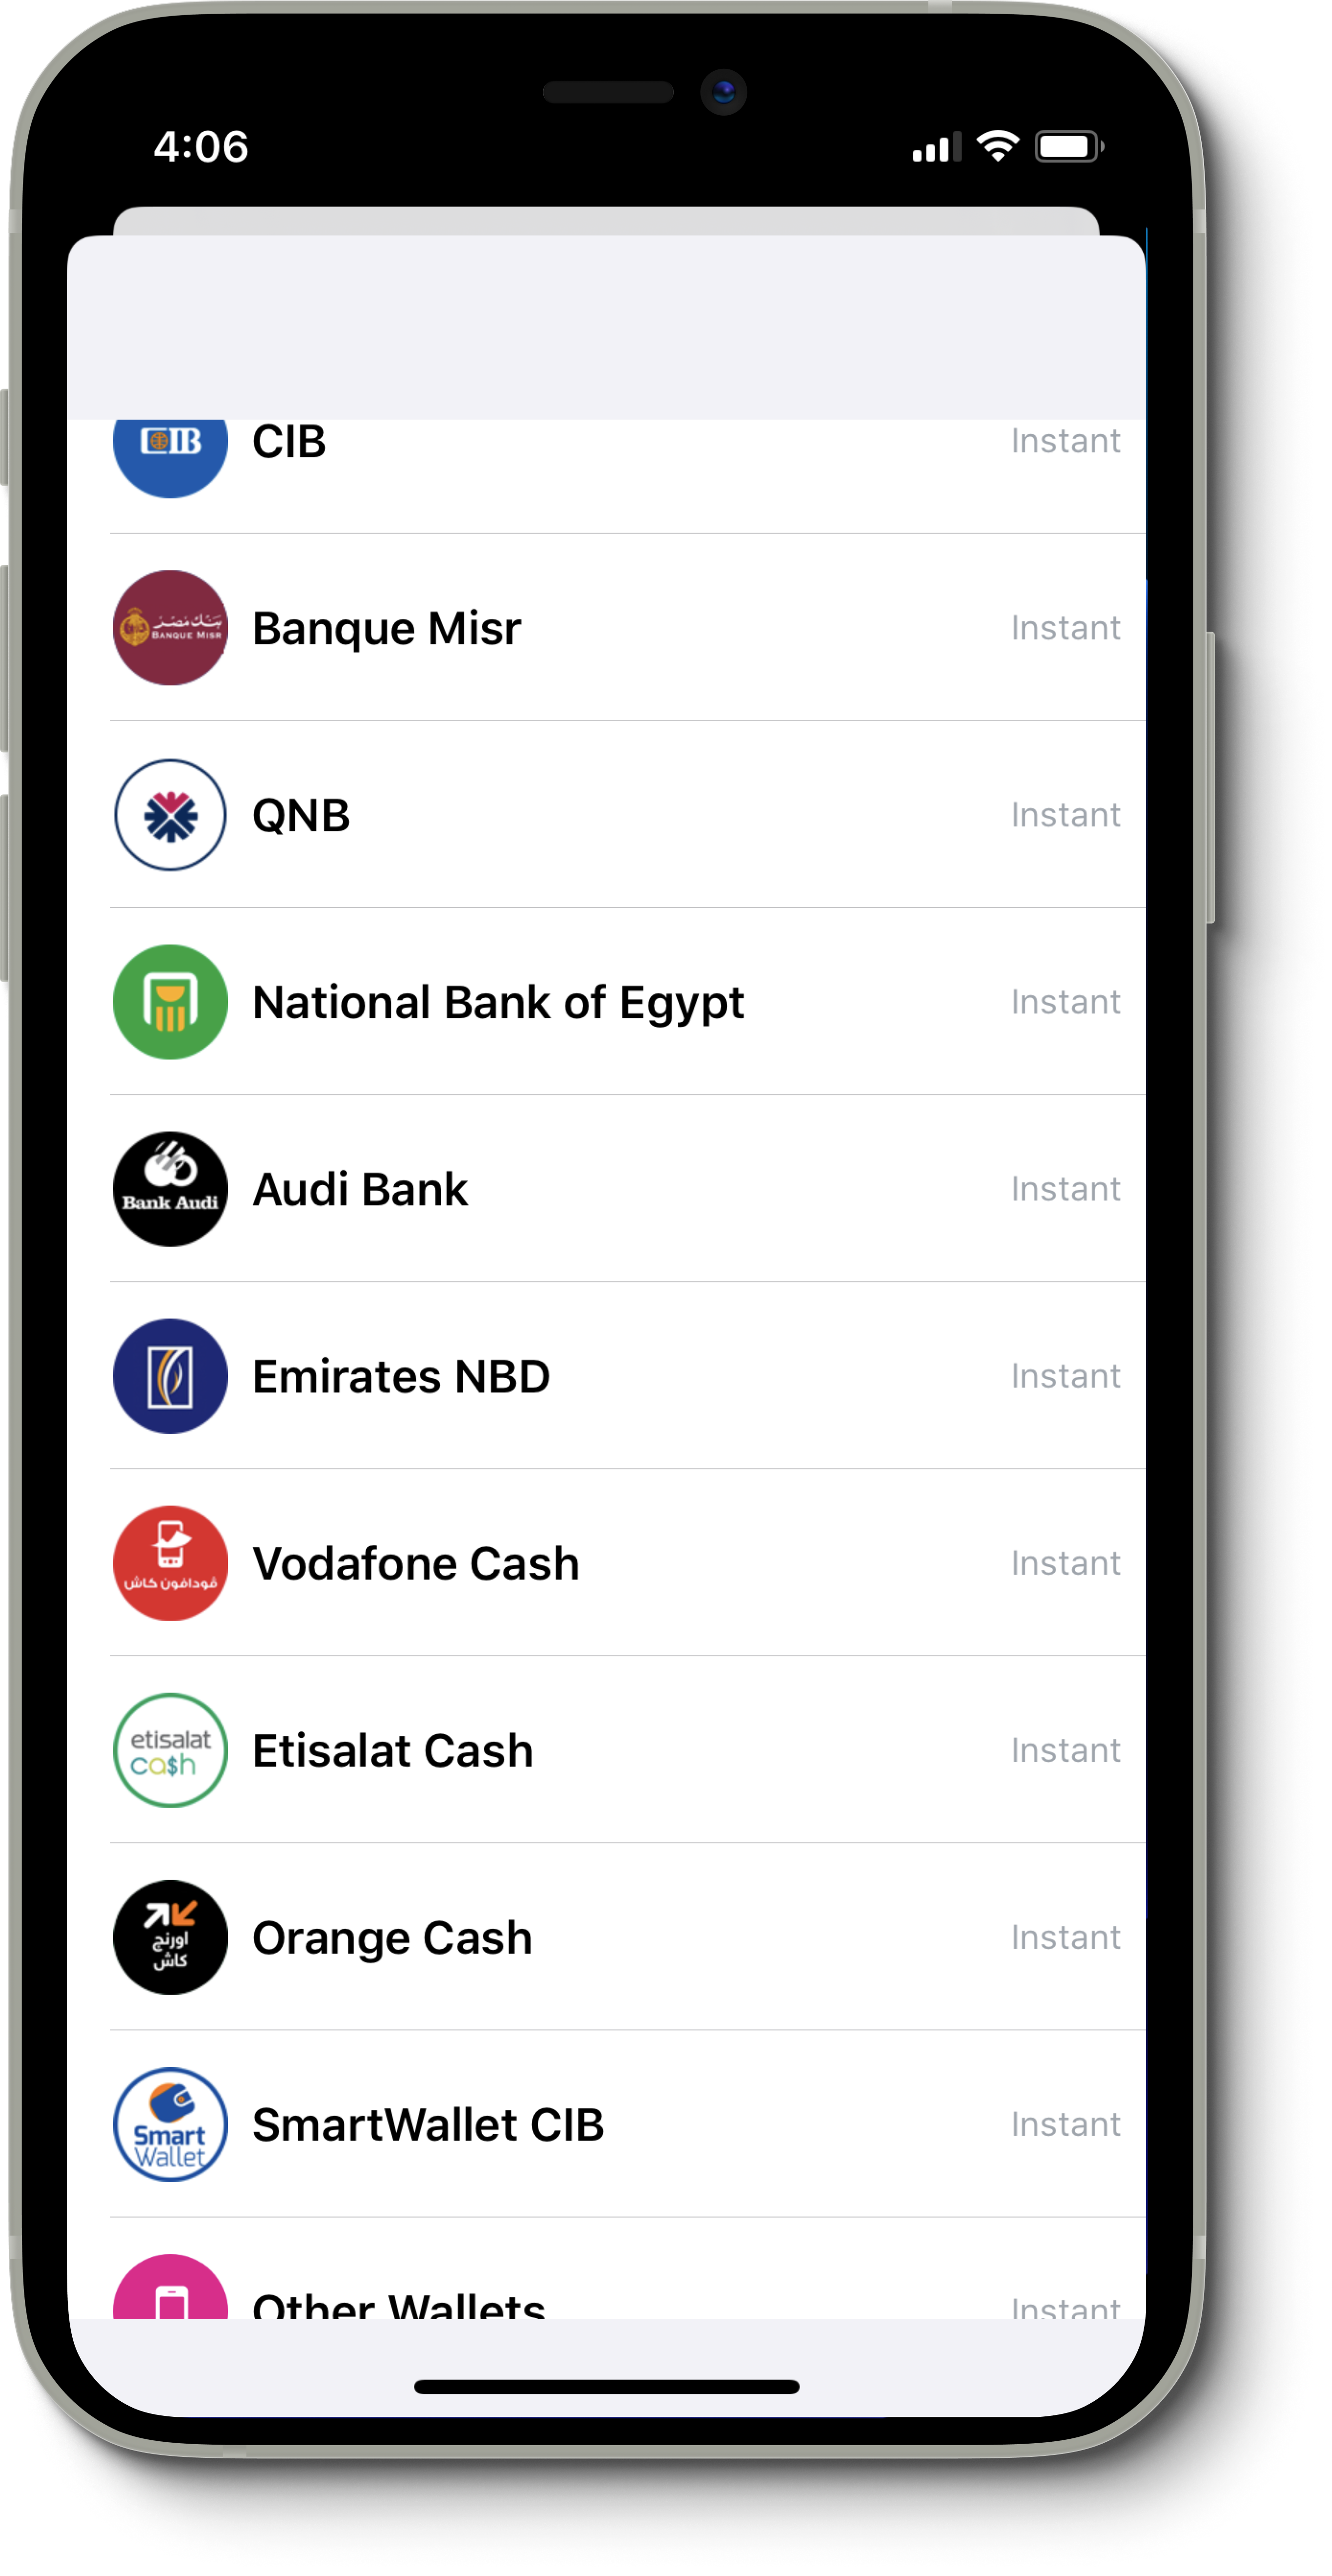 4:06
CIB
CIB
Instant
بنك مصر
BANQUE MISR
Banque Misr
Instant
QNB
Instant
National Bank of Egypt
Instant
Bank Audi
Audi Bank
Instant
Emirates NBD
Instant
ڤودافون كاش
Vodafone Cash
Instant
etisalat
ca$h
Etisalat Cash
Instant
اورنج
كاش
Orange Cash
Instant
Smart
Wallet
SmartWallet CIB
Instant
Other Wallets
Instant